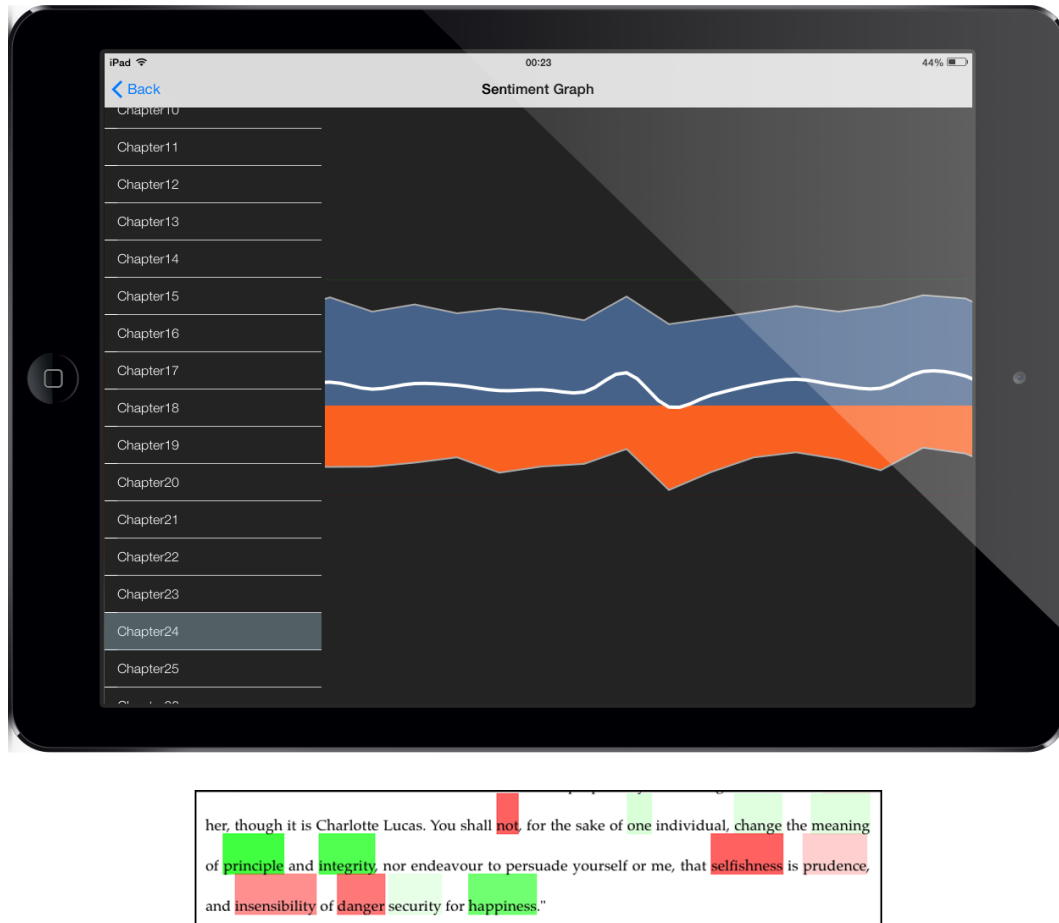 iPad 00:23 44%
Back Sentiment Graph
Chapter10
Chapter11
Chapter12
Chapter13
Chapter14
Chapter15
Chapter16
Chapter17
Chapter18
Chapter19
Chapter20
Chapter21
Chapter22
Chapter23
Chapter24
Chapter25
her, though it is Charlotte Lucas. You shall not, for the sake of one individual, change the meaning
of principle and integrity, nor endeavour to persuade yourself or me, that selfishness is prudence,
and insensibility of danger security for happiness."